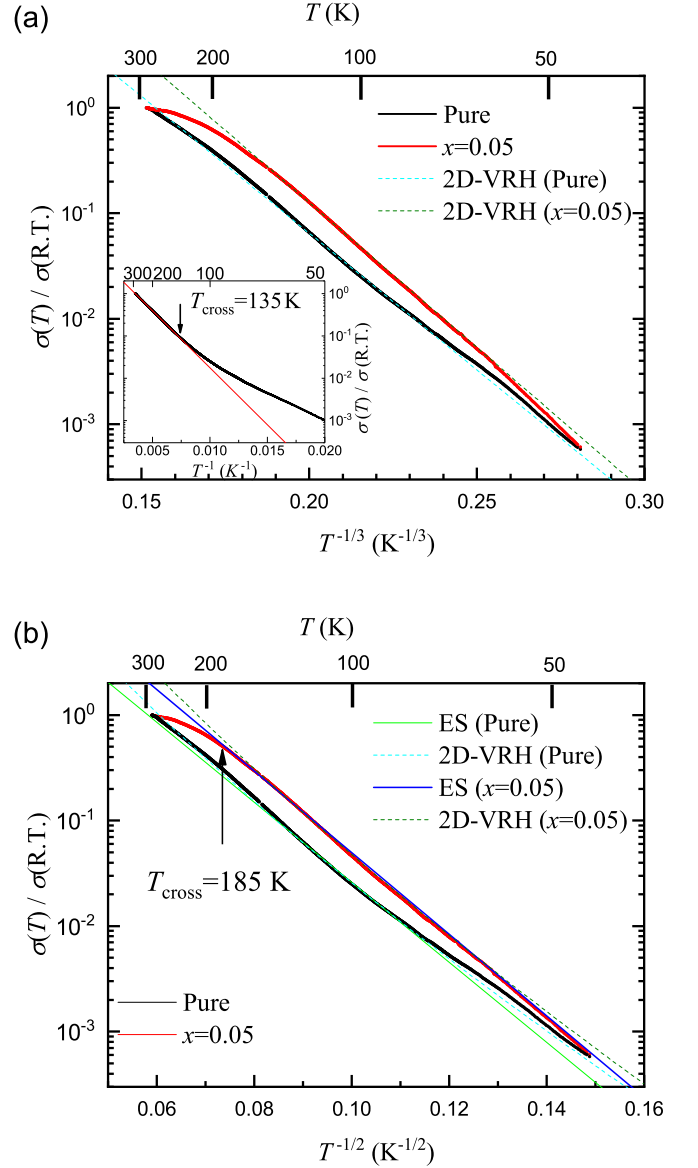 (a)
T (K)
300 200 100 50
10^0
10^-1
10^-2
10^-3
σ(T) / σ(R.T.)
Pure
x=0.05
2D-VRH (Pure)
2D-VRH (x=0.05)
300 200 100 50
T_cross=135 K
10^0
10^-1
10^-2
10^-3
σ(T) / σ(R.T.)
0.005 0.010 0.015 0.020
T^-1 (K^-1)
0.15 0.20 0.25 0.30
T^-1/3 (K^-1/3)
(b)
T (K)
300 200 100 50
10^0
10^-1
10^-2
10^-3
σ(T) / σ(R.T.)
ES (Pure)
2D-VRH (Pure)
ES (x=0.05)
2D-VRH (x=0.05)
T_cross=185 K
Pure
x=0.05
0.06 0.08 0.10 0.12 0.14 0.16
T^-1/2 (K^-1/2)